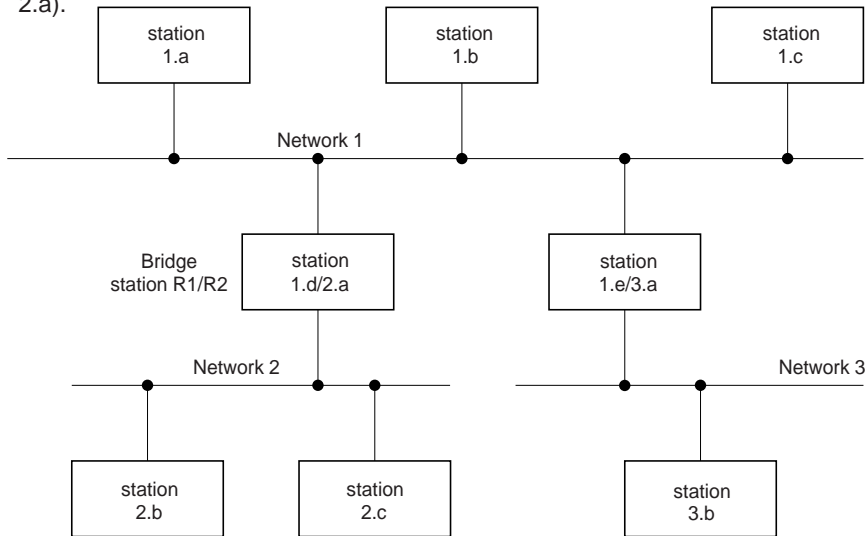 2.a).
station
1.a
station
1.b
station
1.c
Network 1
Bridge
station R1/R2
station
1.d/2.a
station
1.e/3.a
Network 2
Network 3
station
2.b
station
2.c
station
3.b